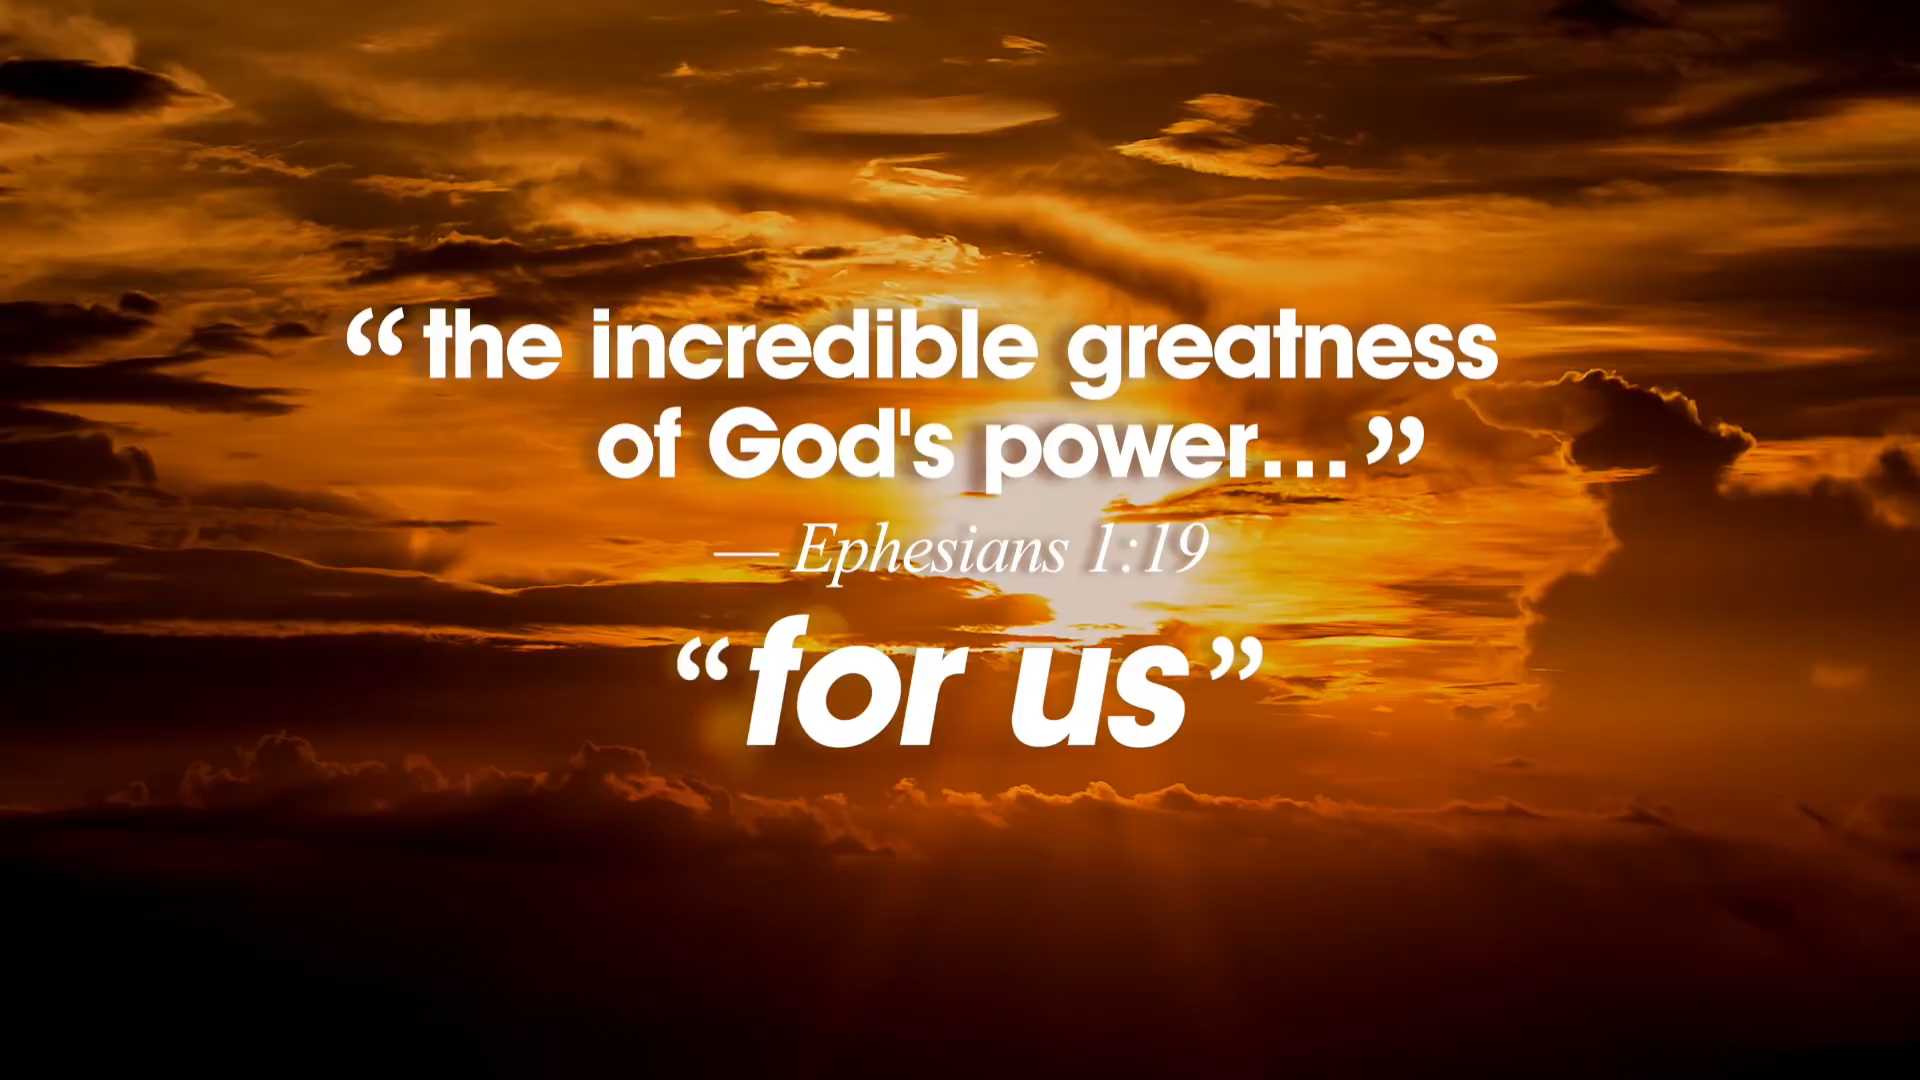 “the incredible greatness
of God's power…”
— Ephesians 1:19
“for us”